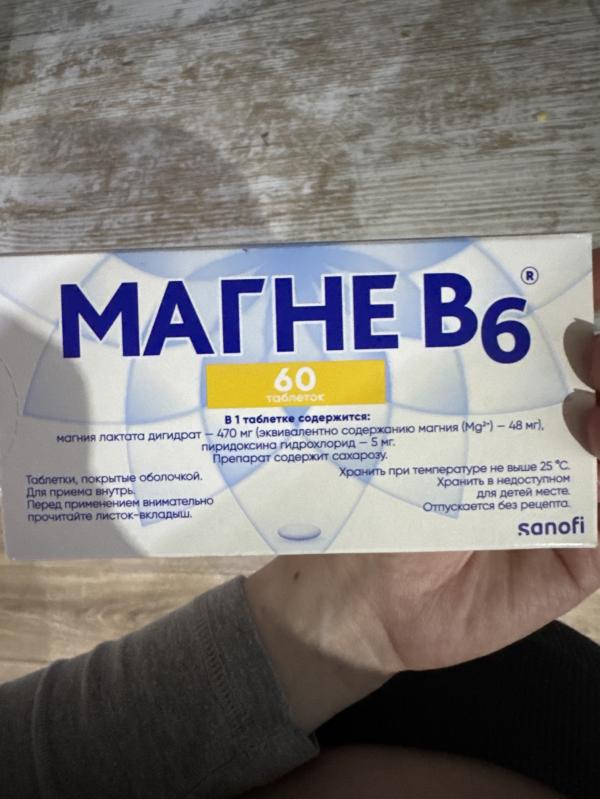 МАГНЕ В6®
60
таблеток
В 1 таблетке содержится:
магния лактата дигидрат – 470 мг (эквивалентно содержанию магния (Mg²⁺) – 48 мг),
пиридоксина гидрохлорид – 5 мг.
Препарат содержит сахарозу.
Таблетки, покрытые оболочкой.
Для приема внутрь.
Перед применением внимательно
прочитайте листок-вкладыш.
Хранить при температуре не выше 25 °C.
Хранить в недоступном
для детей месте.
Отпускается без рецепта.
sanofi